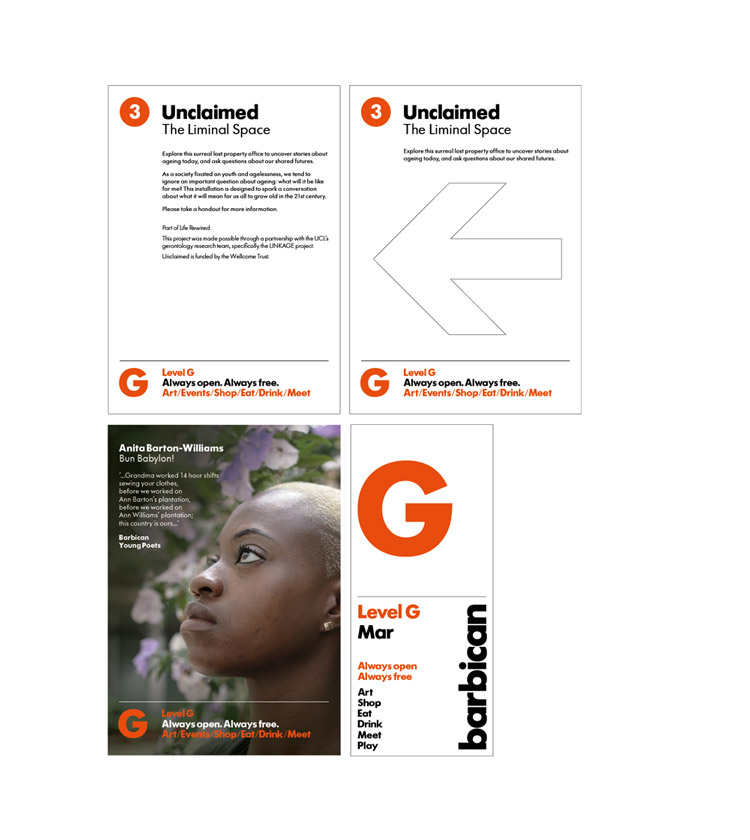 3
Unclaimed
The Liminal Space
Explore this surreal lost property office to uncover stories about
ageing today, and ask questions about our shared futures.
As a society fixated on youth and agelessness, we tend to
ignore an important question about ageing: what will it be like
for me? This installation is designed to spark a conversation
about what it will mean for us all to grow old in the 21st century.
Please take a handout for more information.
Part of Life Rewired.
This project was made possible through a partnership with the UCL's
gerontology research team, specifically the LINKAGE project.
Unclaimed is funded by the Wellcome Trust
G
Level G
Always open. Always free.
Art/Events/Shop/Eat/Drink/Meet
3
Unclaimed
The Liminal Space
Explore this surreal lost property office to uncover stories about
ageing today, and ask questions about our shared futures.
G
Level G
Always open. Always free.
Art/Events/Shop/Eat/Drink/Meet
Anita Barton-Williams
Bun Babylon!
'...Grandma worked 14 hour shifts
sewing your clothes,
before we worked on
Ann Barton's plantation,
before we worked on
Ann Williams' plantation;
this country is ours...'
Barbican
Young Poets
G
Level G
Always open. Always free.
Art/Events/Shop/Eat/Drink/Meet
G
Level G
Mar
Always open
Always free
Art
Shop
Eat
Drink
Meet
Play
barbican